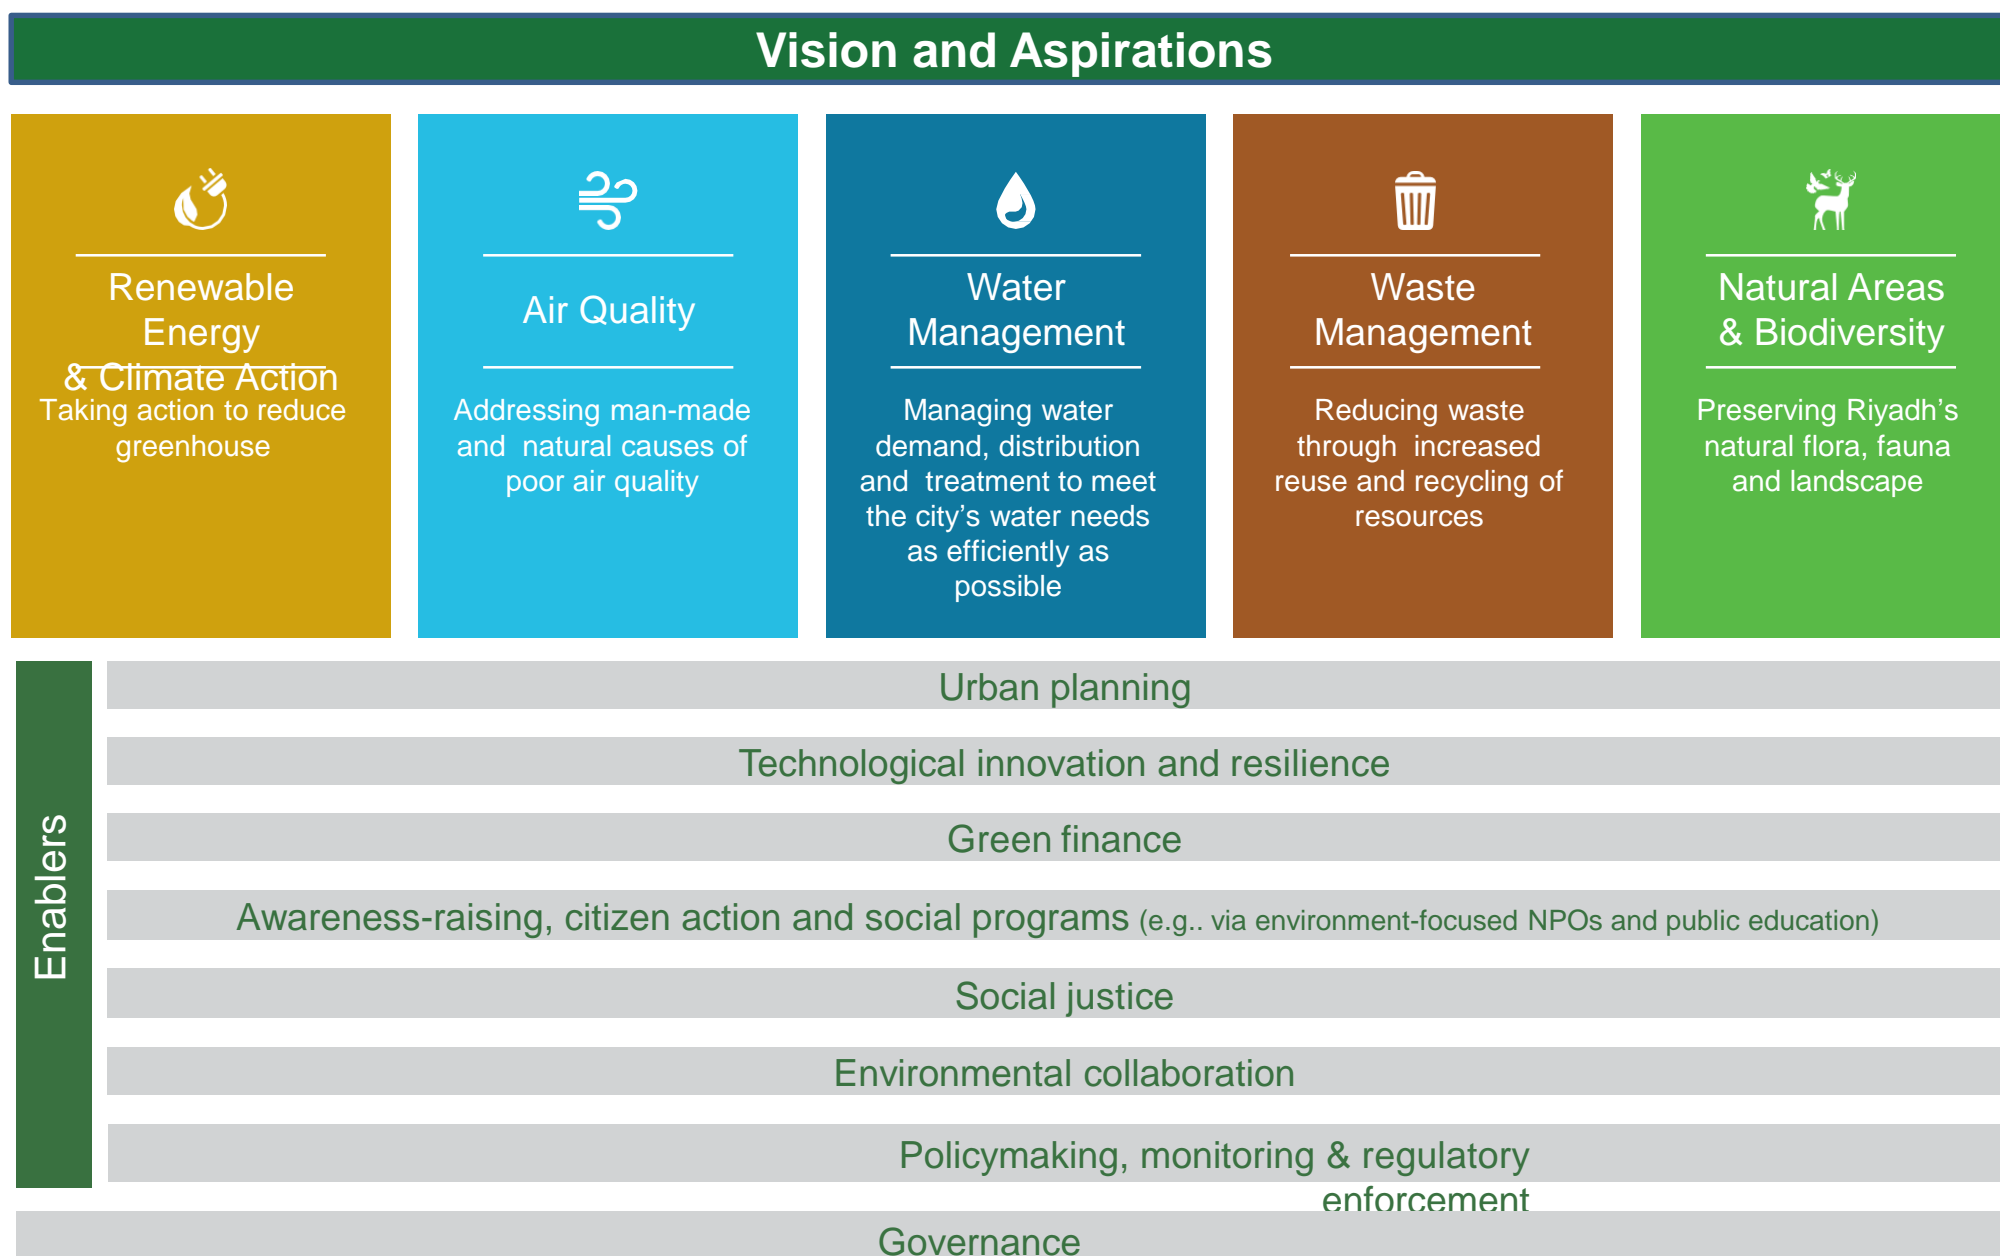 Vision and Aspirations
Renewable
Energy
& Climate Action
Taking action to reduce
greenhouse
Air Quality
Addressing man-made
and natural causes of
poor air quality
Water
Management
Managing water
demand, distribution
and treatment to meet
the city’s water needs
as efficiently as
possible
Waste
Management
Reducing waste
through increased
reuse and recycling of
resources
Natural Areas
& Biodiversity
Preserving Riyadh’s
natural flora, fauna
and landscape
Enablers
Urban planning
Technological innovation and resilience
Green finance
Awareness-raising, citizen action and social programs (e.g.. via environment-focused NPOs and public education)
Social justice
Environmental collaboration
Policymaking, monitoring & regulatory
enforcement
Governance